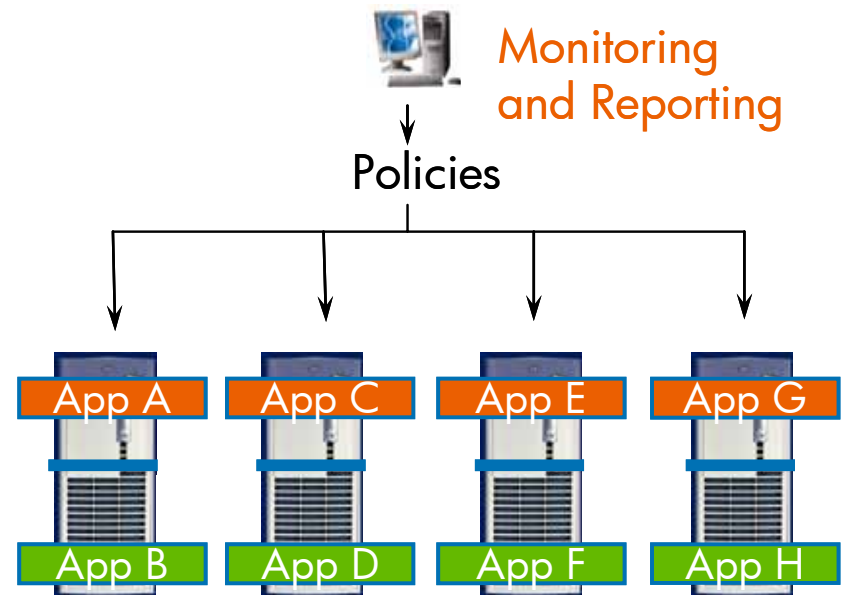 Monitoring
and Reporting
Policies
App A
App C
App E
App G
App B
App D
App F
App H